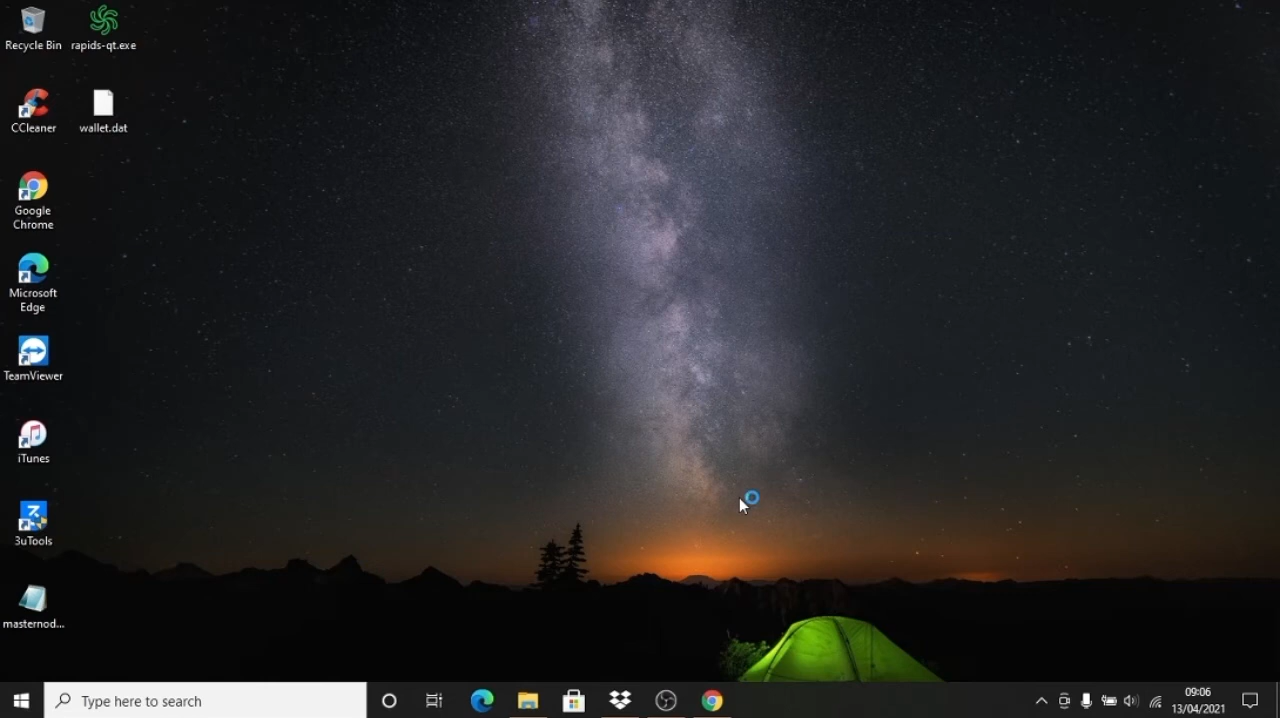 Recycle Bin
rapids-qt.exe
CCleaner
wallet.dat
Google
Chrome
Microsoft
Edge
TeamViewer
iTunes
3uTools
masternod...
Type here to search
09:06
13/04/2021